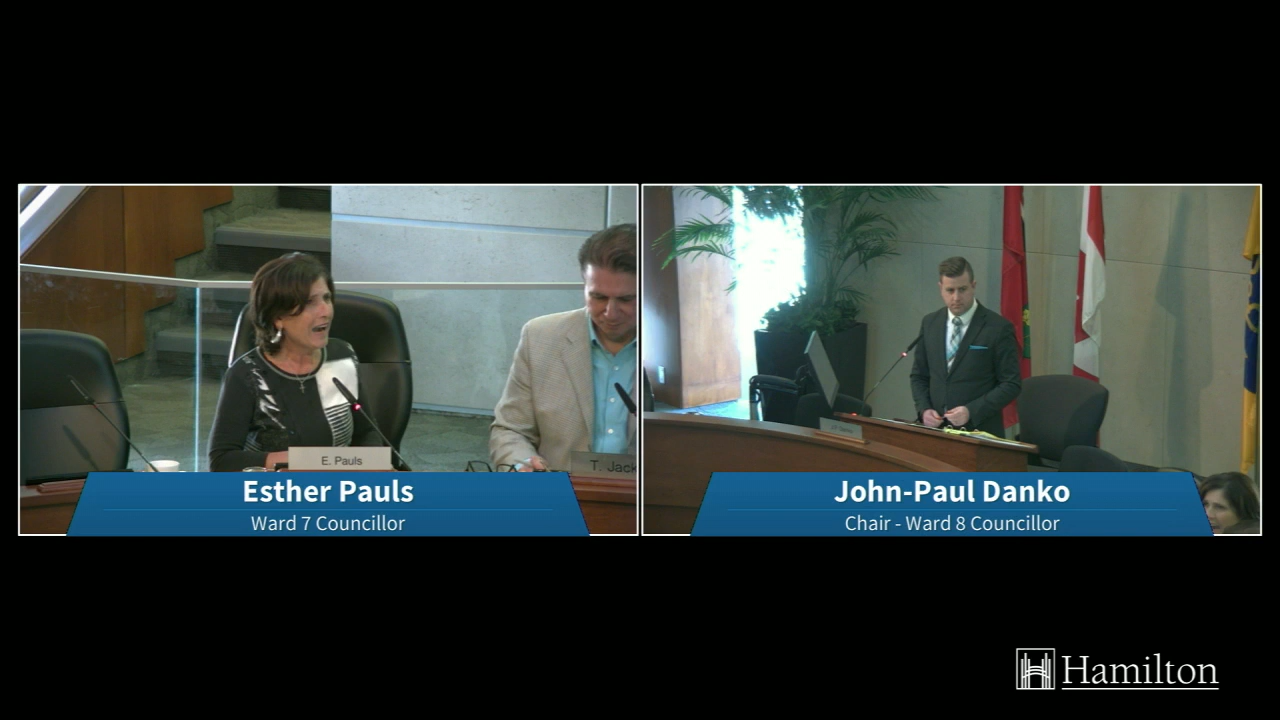 E. Pauls
T. Jack
Esther Pauls
Ward 7 Councillor
John-Paul Danko
Chair - Ward 8 Councillor
Hamilton